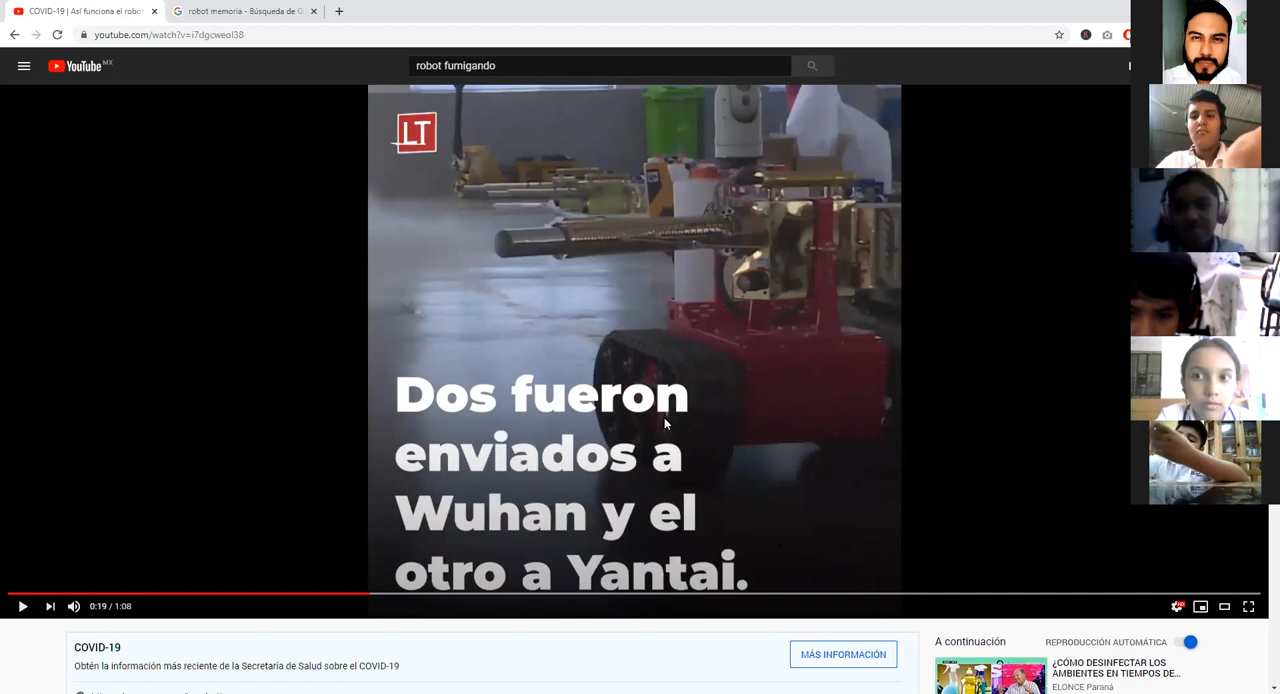 COVID-19 | Así funciona el robot
robot memoria - Búsqueda de G
youtube.com/watch?v=i7dgcweoI38
YouTube MX
robot fumigando
LT
Dos fueron
enviados a
Wuhan y el
otro a Yantai.
0:19 / 1:08
COVID-19
Obtén la información más reciente de la Secretaría de Salud sobre el COVID-19
MÁS INFORMACIÓN
A continuación
REPRODUCCIÓN AUTOMÁTICA
¿CÓMO DESINFECTAR LOS
AMBIENTES EN TIEMPOS DE...
ELONCE Paraná